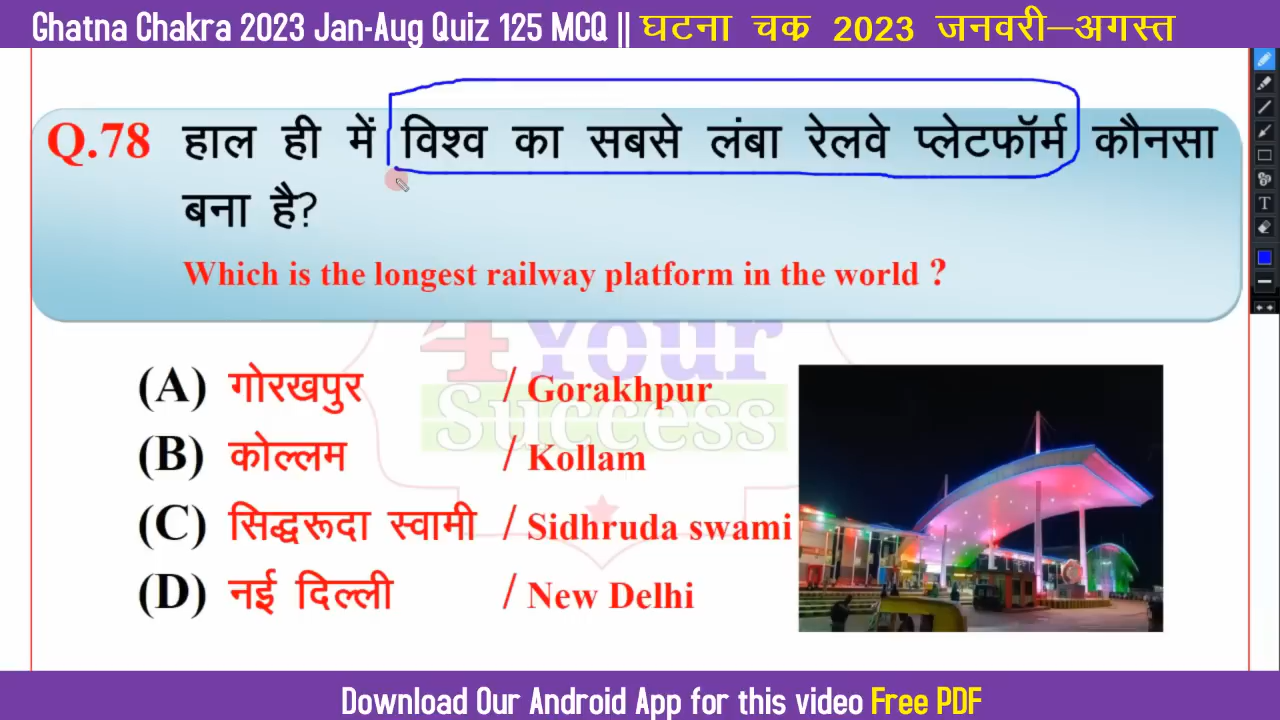 Ghatna Chakra 2023 Jan-Aug Quiz 125 MCQ || घटना चक्र 2023 जनवरी–अगस्त
Q.78 हाल ही में विश्व का सबसे लंबा रेलवे प्लेटफॉर्म कौनसा
बना है?
Which is the longest railway platform in the world ?
4Your
Success
(A) गोरखपुर / Gorakhpur
(B) कोल्लम / Kollam
(C) सिद्धरूदा स्वामी / Sidhruda swami
(D) नई दिल्ली / New Delhi
Download Our Android App for this video Free PDF